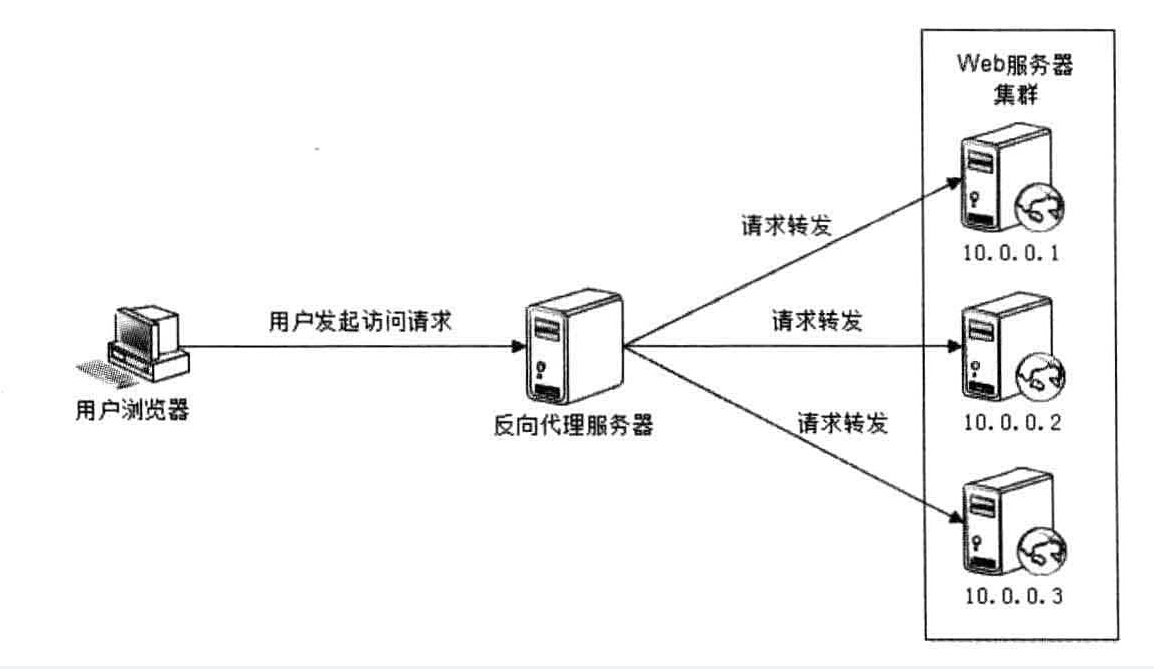 Web服务器
集群
请求转发
10.0.0.1
用户发起访问请求
请求转发
用户浏览器
反向代理服务器
请求转发
10.0.0.2
10.0.0.3